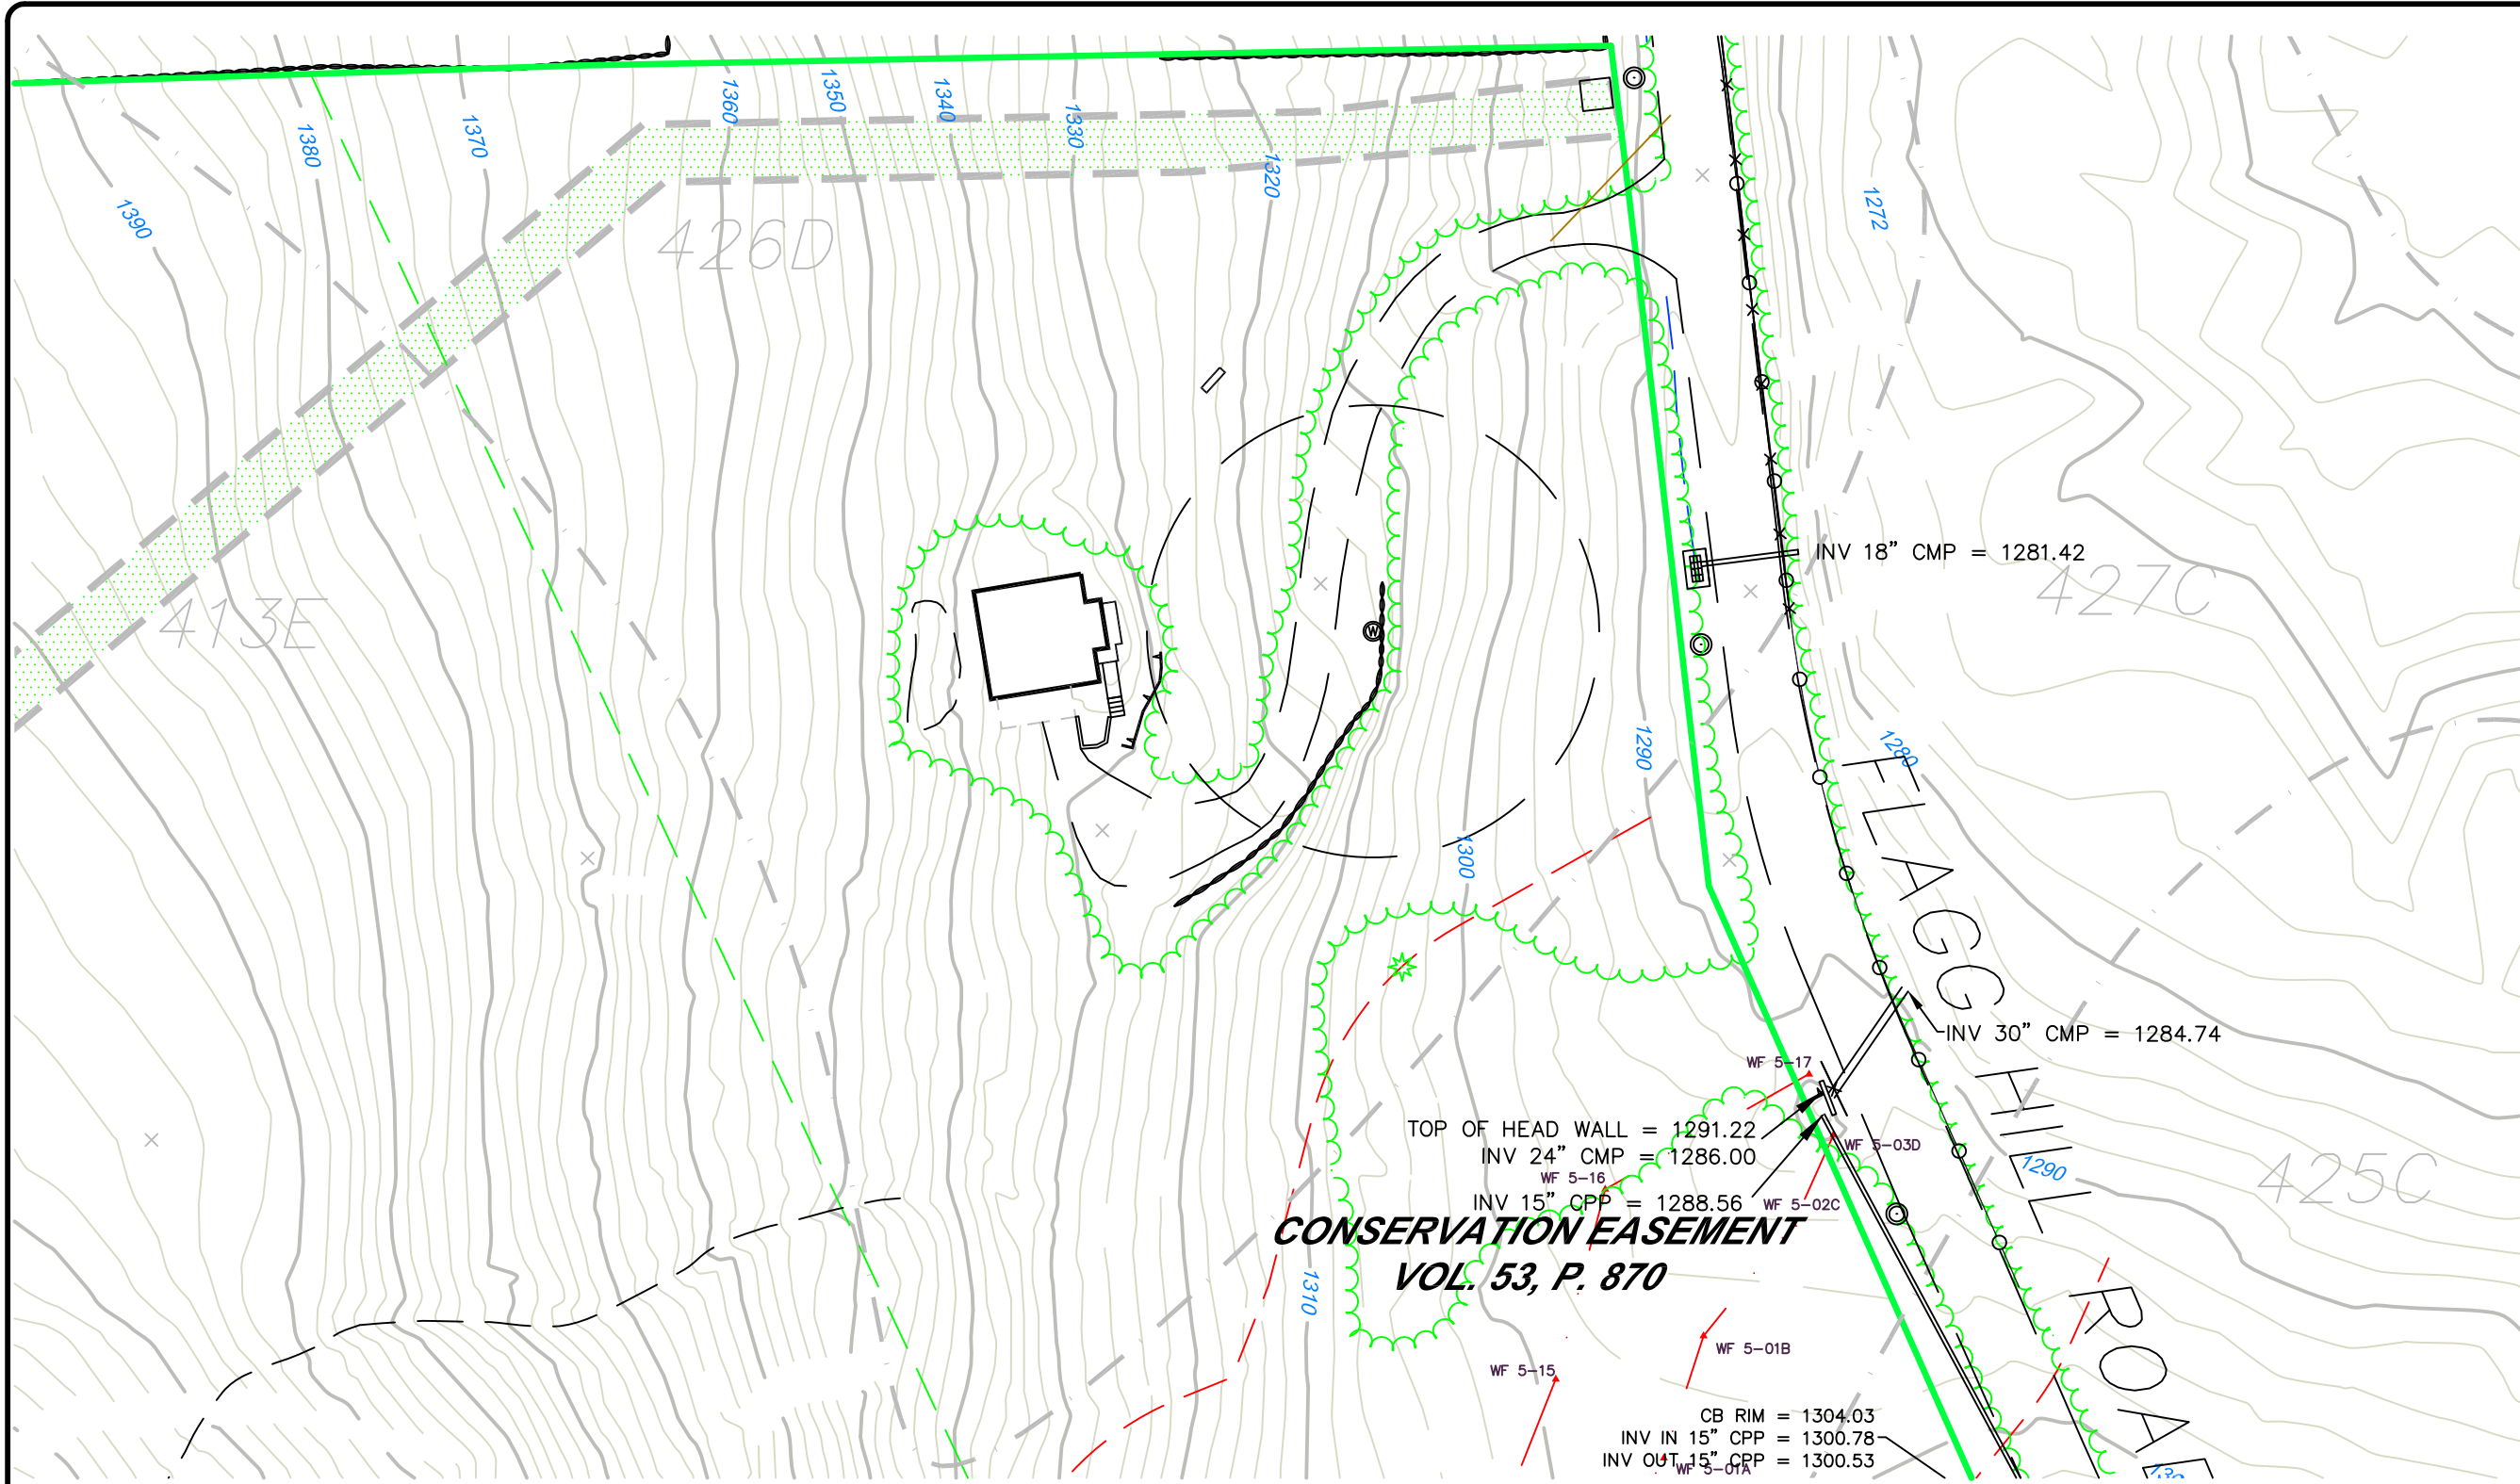 1390
1380
1370
1360
1350
1340
1330
1320
1272
426D
413E
427C
425C
INV 18" CMP = 1281.42
W
1290
1280
1300
FLAGG HILL ROA
INV 30" CMP = 1284.74
WF 5-17
TOP OF HEAD WALL = 1291.22
INV 24" CMP = 1286.00
WF 5-03D
WF 5-16
INV 15" CPP = 1288.56
WF 5-02C
1290
CONSERVATION EASEMENT
VOL. 53, P. 870
1310
WF 5-01B
WF 5-15
CB RIM = 1304.03
INV IN 15" CPP = 1300.78
INV OUT 15" CPP = 1300.53
WF 5-01A